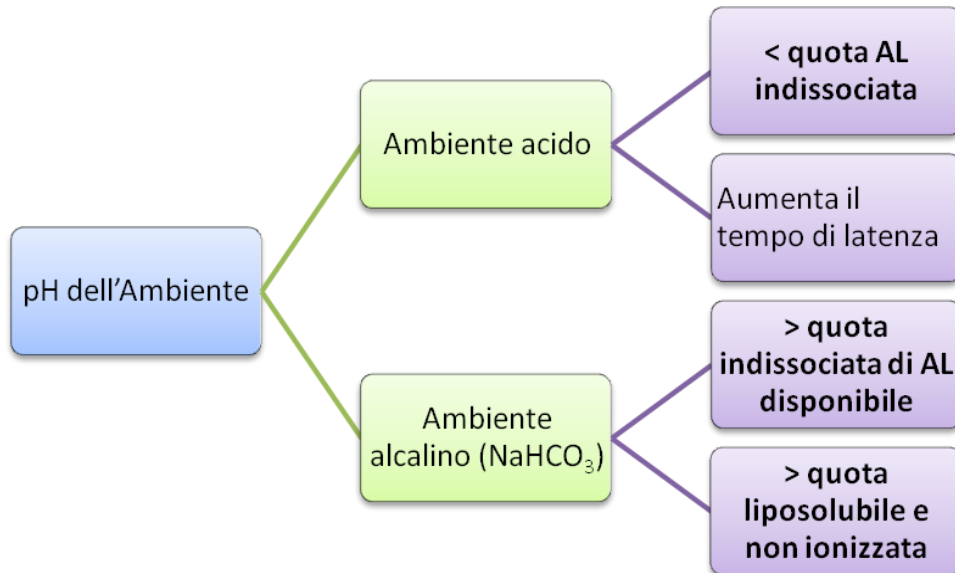 pH dell’Ambiente
Ambiente acido
< quota AL
indissociata
Aumenta il
tempo di latenza
Ambiente
alcalino (NaHCO₃)
> quota
indissociata di AL
disponibile
> quota
liposolubile e
non ionizzata